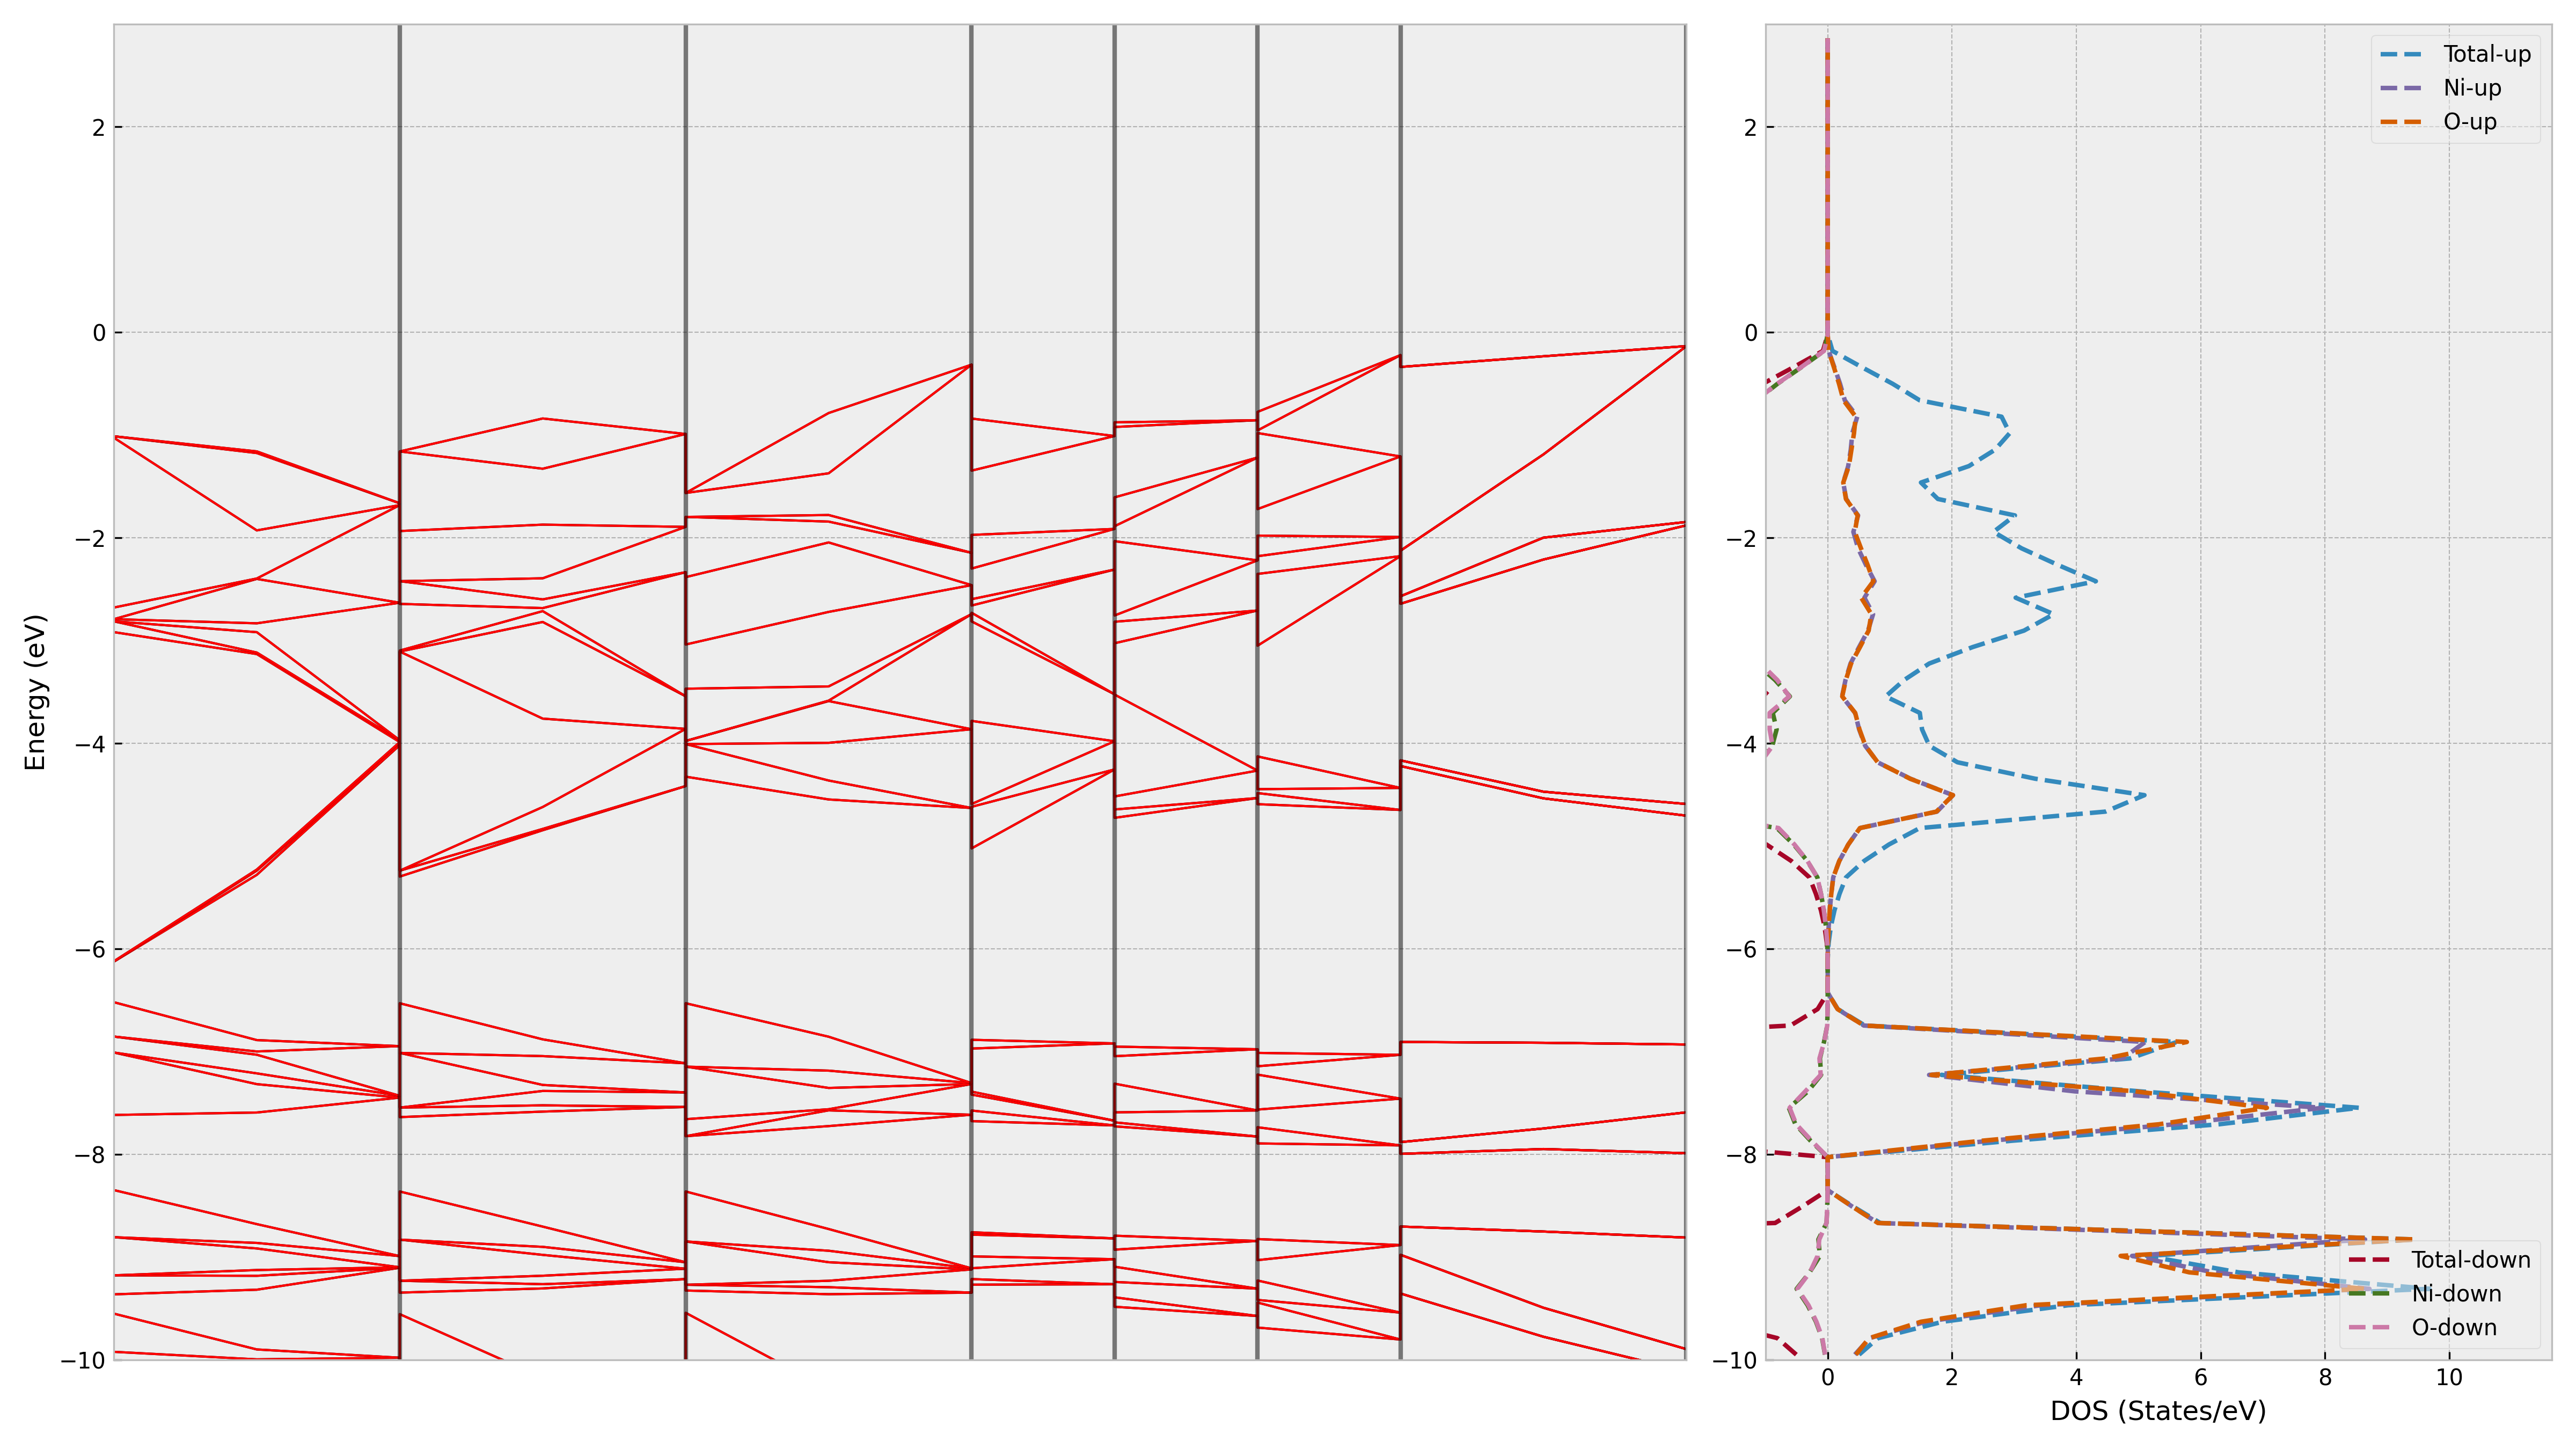 Energy (eV)
2
0
−2
−4
−6
−8
−10
2
0
−2
−4
−6
−8
−10
Total-up
Ni-up
O-up
Total-down
Ni-down
O-down
0
2
4
6
8
10
DOS (States/eV)